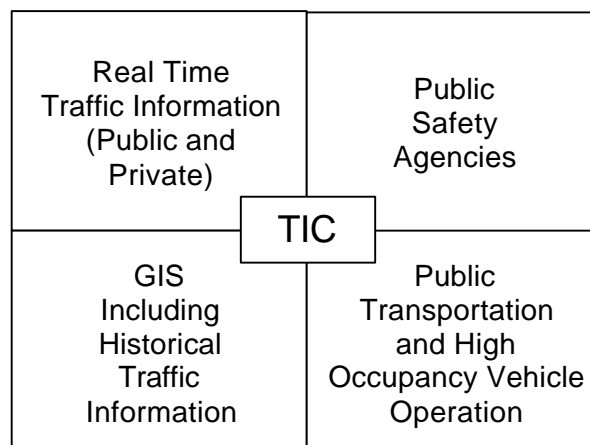 Real Time
Traffic Information
(Public and
Private)
Public
Safety
Agencies
TIC
GIS
Including
Historical
Traffic
Information
Public
Transportation
and High
Occupancy Vehicle
Operation